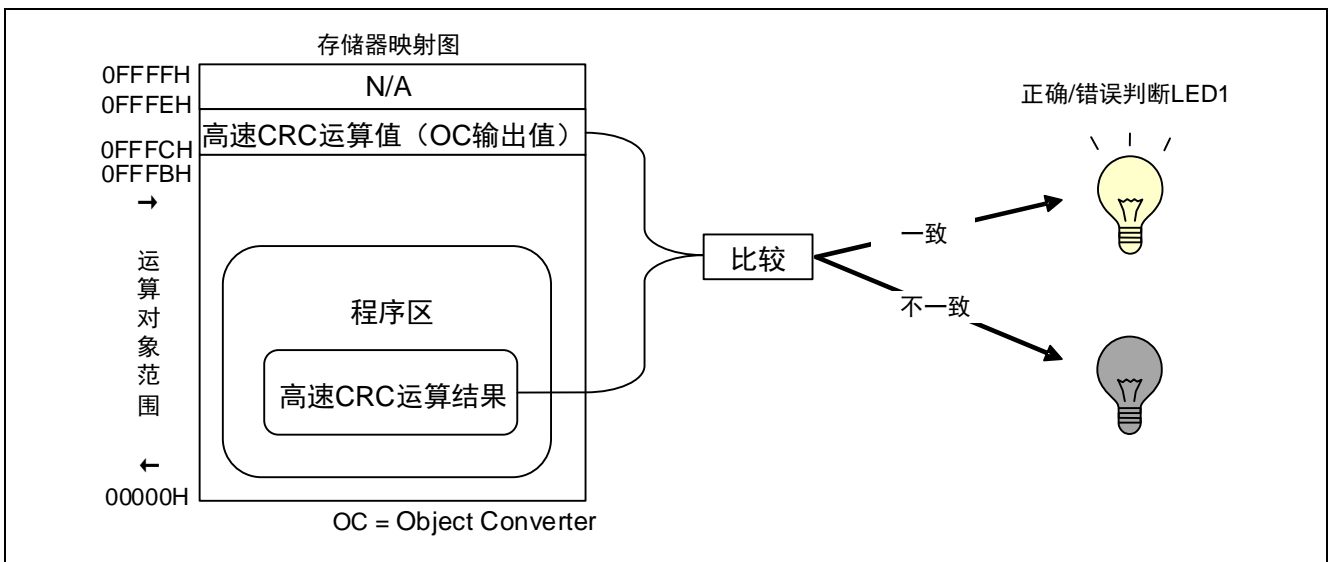 存储器映射图
0FFFFH
N/A
0FFFEH
高速CRC运算值（OC输出值）
0FFFCH
0FFFBH
运算对象范围
程序区
高速CRC运算结果
00000H
OC = Object Converter
比较
一致
不一致
正确/错误判断LED1